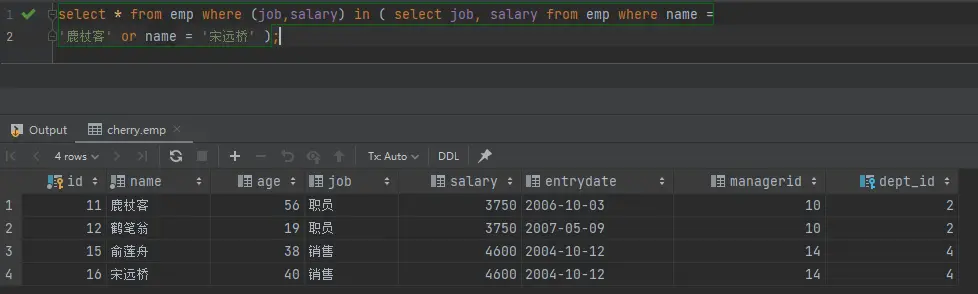 1 select * from emp where (job,salary) in ( select job, salary from emp where name =
2 '鹿杖客' or name = '宋远桥' );
Output cherry.emp
4 rows Tx: Auto DDL
id name age job salary entrydate managerid dept_id
1 11 鹿杖客 56 职员 3750 2006-10-03 10 2
2 12 鹤笔翁 19 职员 3750 2007-05-09 10 2
3 15 俞莲舟 38 销售 4600 2004-10-12 14 4
4 16 宋远桥 40 销售 4600 2004-10-12 14 4